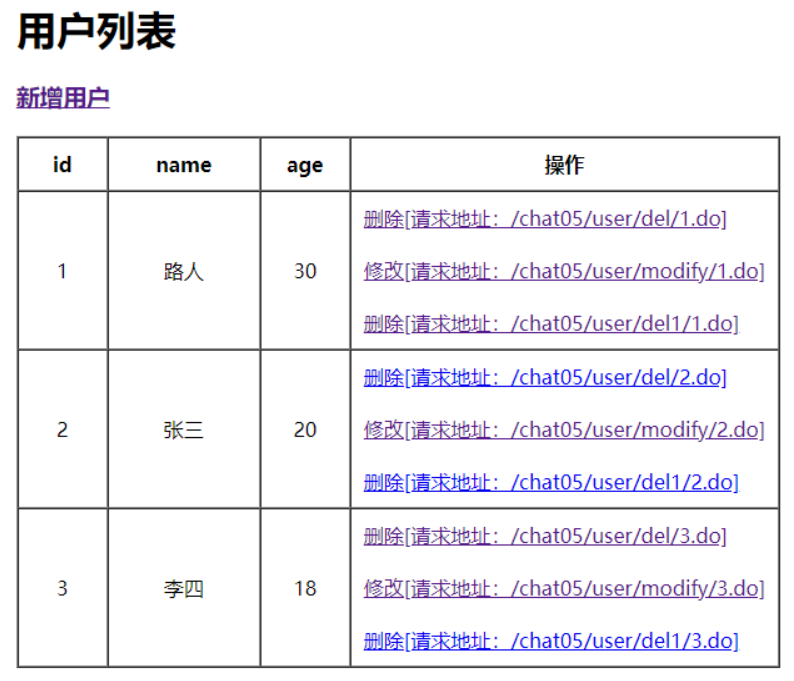 用户列表
新增用户
id name age 操作
删除[请求地址：/chat05/user/del/1.do]
1 路人 30 修改[请求地址：/chat05/user/modify/1.do]
删除[请求地址：/chat05/user/del1/1.do]
删除[请求地址：/chat05/user/del/2.do]
2 张三 20 修改[请求地址：/chat05/user/modify/2.do]
删除[请求地址：/chat05/user/del1/2.do]
删除[请求地址：/chat05/user/del/3.do]
3 李四 18 修改[请求地址：/chat05/user/modify/3.do]
删除[请求地址：/chat05/user/del1/3.do]